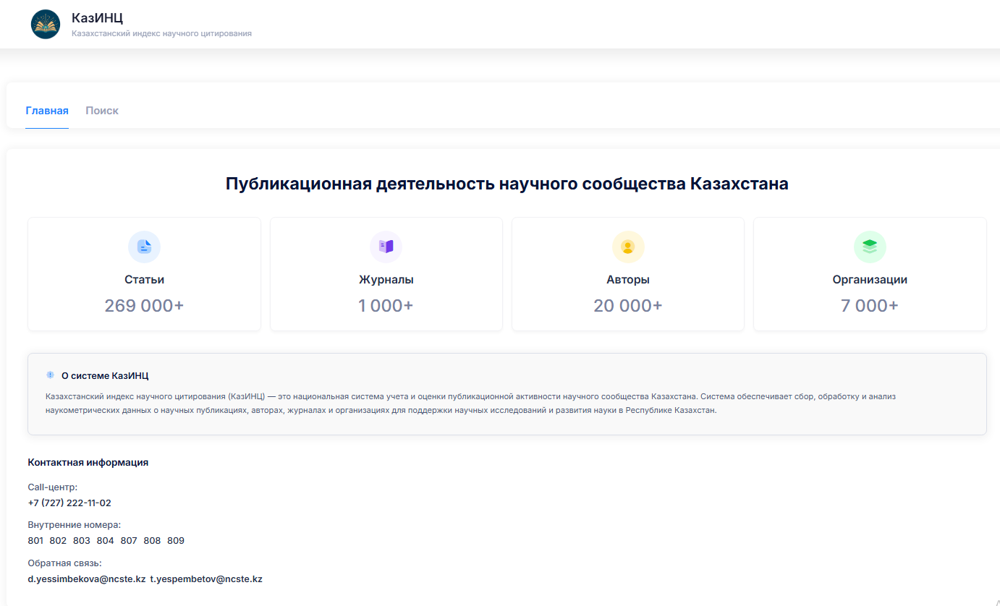 КазИНЦ
Казахстанский индекс научного цитирования
Главная Поиск
Публикационная деятельность научного сообщества Казахстана
Статьи
269 000+
Журналы
1 000+
Авторы
20 000+
Организации
7 000+
О системе КазИНЦ
Казахстанский индекс научного цитирования (КазИНЦ) — это национальная система учета и оценки публикационной активности научного сообщества Казахстана. Система обеспечивает сбор, обработку и анализ
наукометрических данных о научных публикациях, авторах, журналах и организациях для поддержки научных исследований и развития науки в Республике Казахстан.
Контактная информация
Call-центр:
+7 (727) 222-11-02
Внутренние номера:
801 802 803 804 807 808 809
Обратная связь:
d.yessimbekova@ncste.kz t.yespembetov@ncste.kz